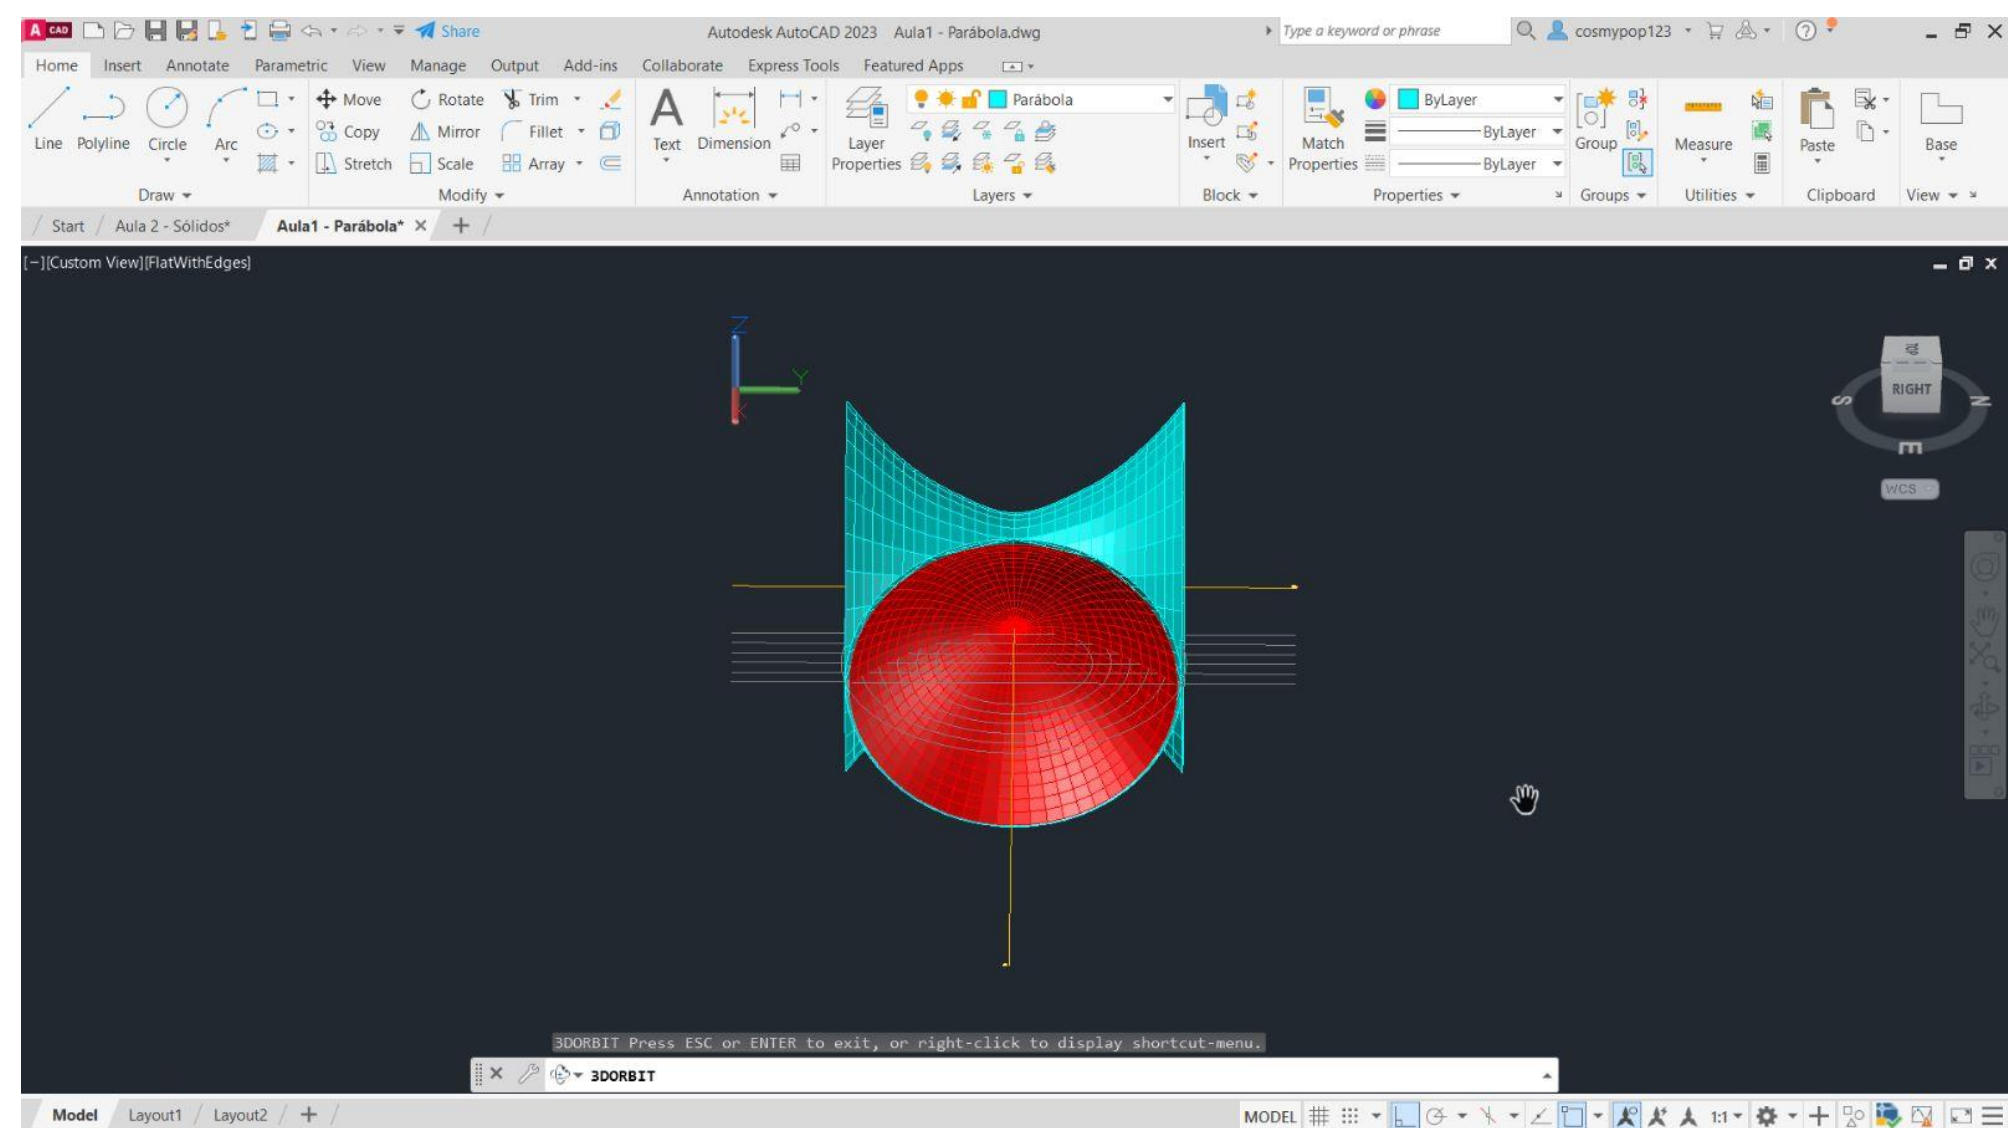 A CAD Share Autodesk AutoCAD 2023 Aula1 - Parábola.dwg Type a keyword or phrase cosmypop123
Home Insert Annotate Parametric View Manage Output Add-ins Collaborate Express Tools Featured Apps
Move Rotate Trim Parábola ByLayer
Copy Mirror Fillet ByLayer
Line Polyline Circle Arc Text Dimension Layer Insert Match Group Measure Paste Base
Stretch Scale Array Properties Properties ByLayer
Draw Modify Annotation Layers Block Properties Groups Utilities Clipboard View
Start Aula 2 - Sólidos* Aula1 - Parábola*
[−][Custom View][FlatWithEdges]
Z
Y
X
RIGHT
S
N
E
WCS
3DORBIT Press ESC or ENTER to exit, or right-click to display shortcut-menu.
3DORBIT
Model Layout1 Layout2 MODEL 1:1